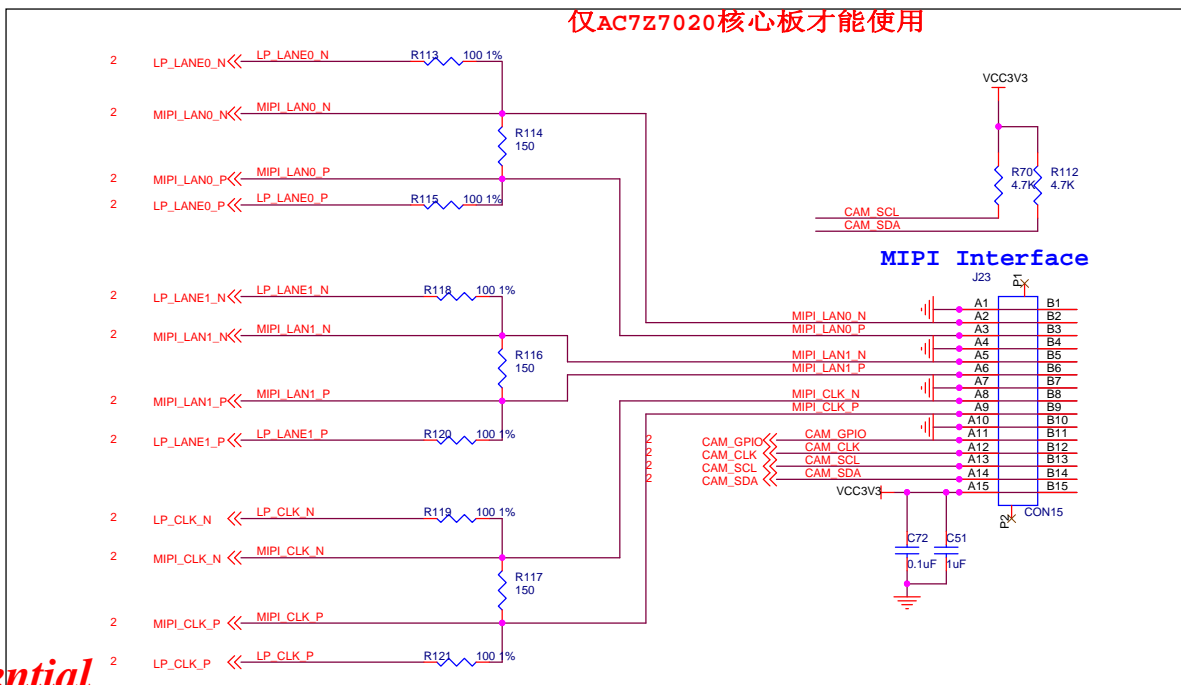 仅AC7Z7020核心板才能使用
2 LP_LANE0_N LP_LANE0_N R113 100 1%
2 MIPI_LAN0_N MIPI_LAN0_N
R114
150
2 MIPI_LAN0_P MIPI_LAN0_P
2 LP_LANE0_P LP_LANE0_P R115 100 1%
VCC3V3
R70 R112
4.7K 4.7K
CAM_SCL
CAM_SDA
MIPI Interface
J23
P1
2 LP_LANE1_N LP_LANE1_N R118 100 1%
2 MIPI_LAN1_N MIPI_LAN1_N
R116
150
2 MIPI_LAN1_P MIPI_LAN1_P
2 LP_LANE1_P LP_LANE1_P R120 100 1%
A1 B1
MIPI_LAN0_N A2 B2
MIPI_LAN0_P A3 B3
A4 B4
MIPI_LAN1_N A5 B5
MIPI_LAN1_P A6 B6
A7 B7
MIPI_CLK_N A8 B8
MIPI_CLK_P A9 B9
A10 B10
2 CAM_GPIO CAM_GPIO A11 B11
2 CAM_CLK CAM_CLK A12 B12
2 CAM_SCL CAM_SCL A13 B13
2 CAM_SDA CAM_SDA A14 B14
VCC3V3 A15 B15
P2
CON15
C72 C51
0.1uF 1uF
2 LP_CLK_N LP_CLK_N R119 100 1%
2 MIPI_CLK_N MIPI_CLK_N
R117
150
2 MIPI_CLK_P MIPI_CLK_P
2 LP_CLK_P LP_CLK_P R121 100 1%
ential